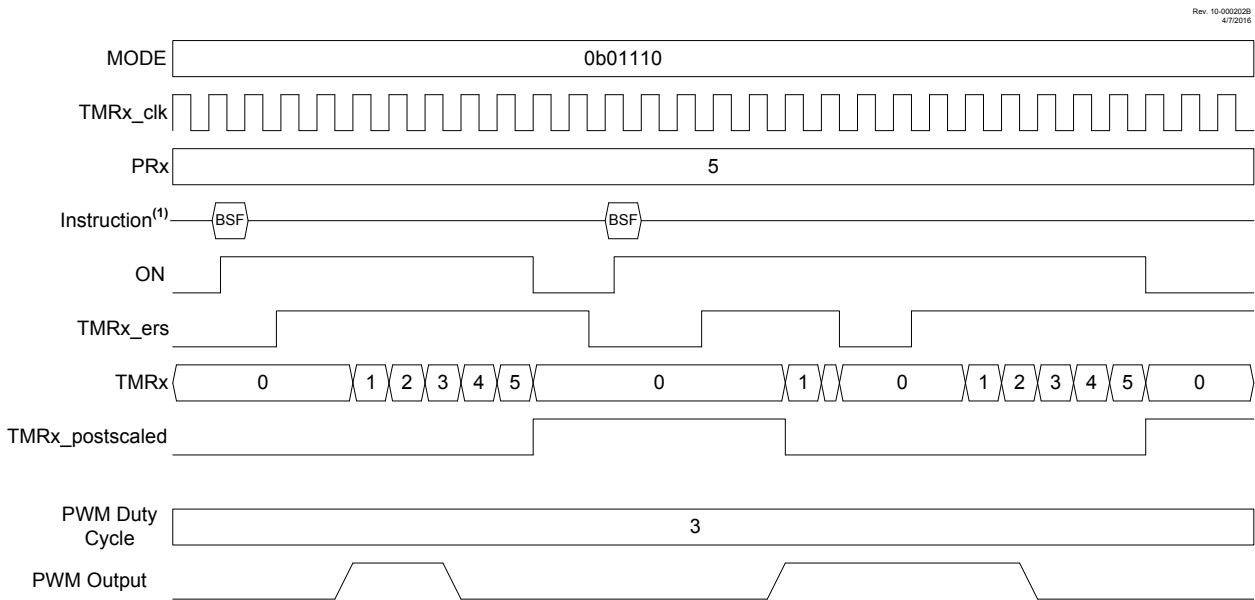 Rev. 10-000202B
4/7/2016
MODE 0b01110
TMRx_clk
PRx 5
Instruction(1) BSF BSF
ON
TMRx_ers
TMRx 0 1 2 3 4 5 0 1 0 1 2 3 4 5 0
TMRx_postscaled
PWM Duty
Cycle 3
PWM Output